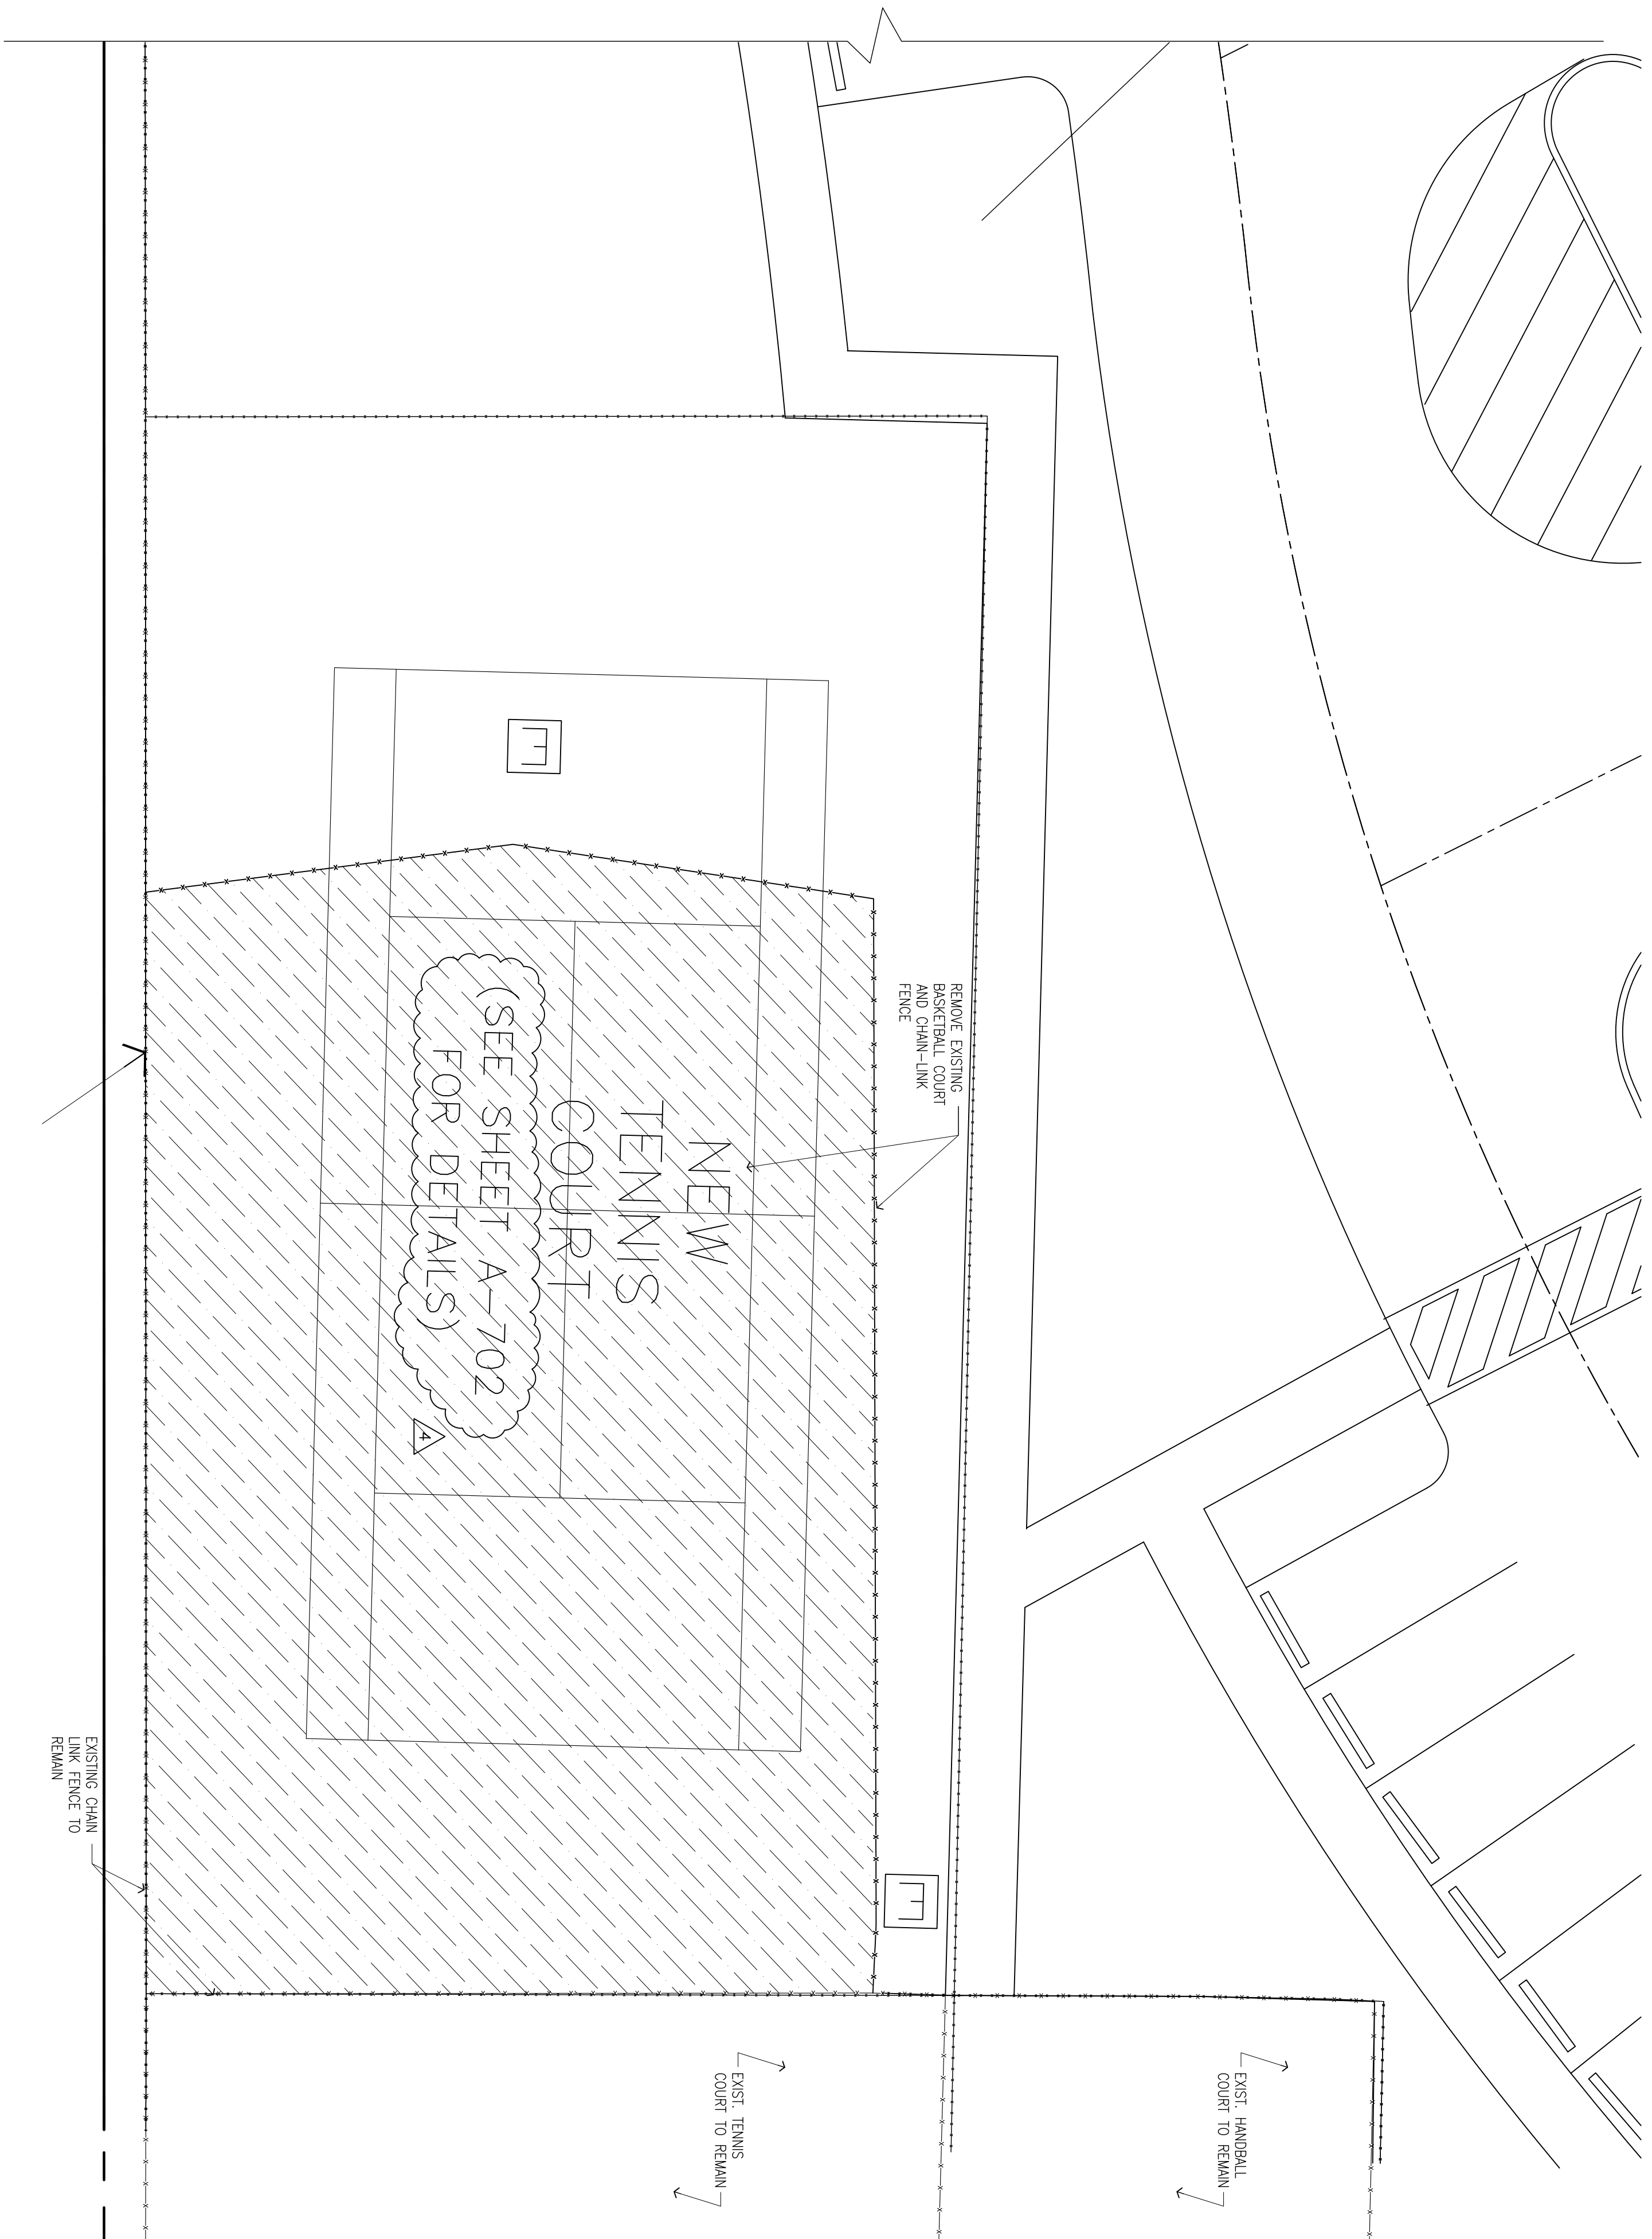 EXIST. HANDBALL
COURT TO REMAIN
REMOVE EXISTING
BASKETBALL COURT
AND CHAIN-LINK
FENCE
E
NEW
TENNIS
COURT
(SEE SHEET A-702
FOR DETAILS)
4
E
EXIST. TENNIS
COURT TO REMAIN
EXISTING CHAIN
LINK FENCE TO
REMAIN